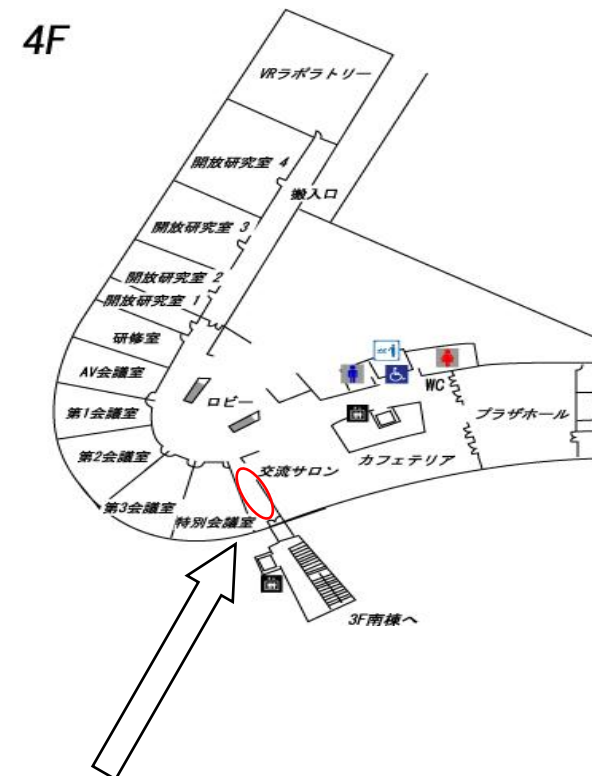 4F
VRラボラトリー
開放研究室 4
搬入口
開放研究室 3
開放研究室 2
開放研究室 1
研修室
AV会議室
WC
ロビー
第1会議室
プラザホール
第2会議室
交流サロン
カフェテリア
第3会議室
特別会議室
3F南棟へ